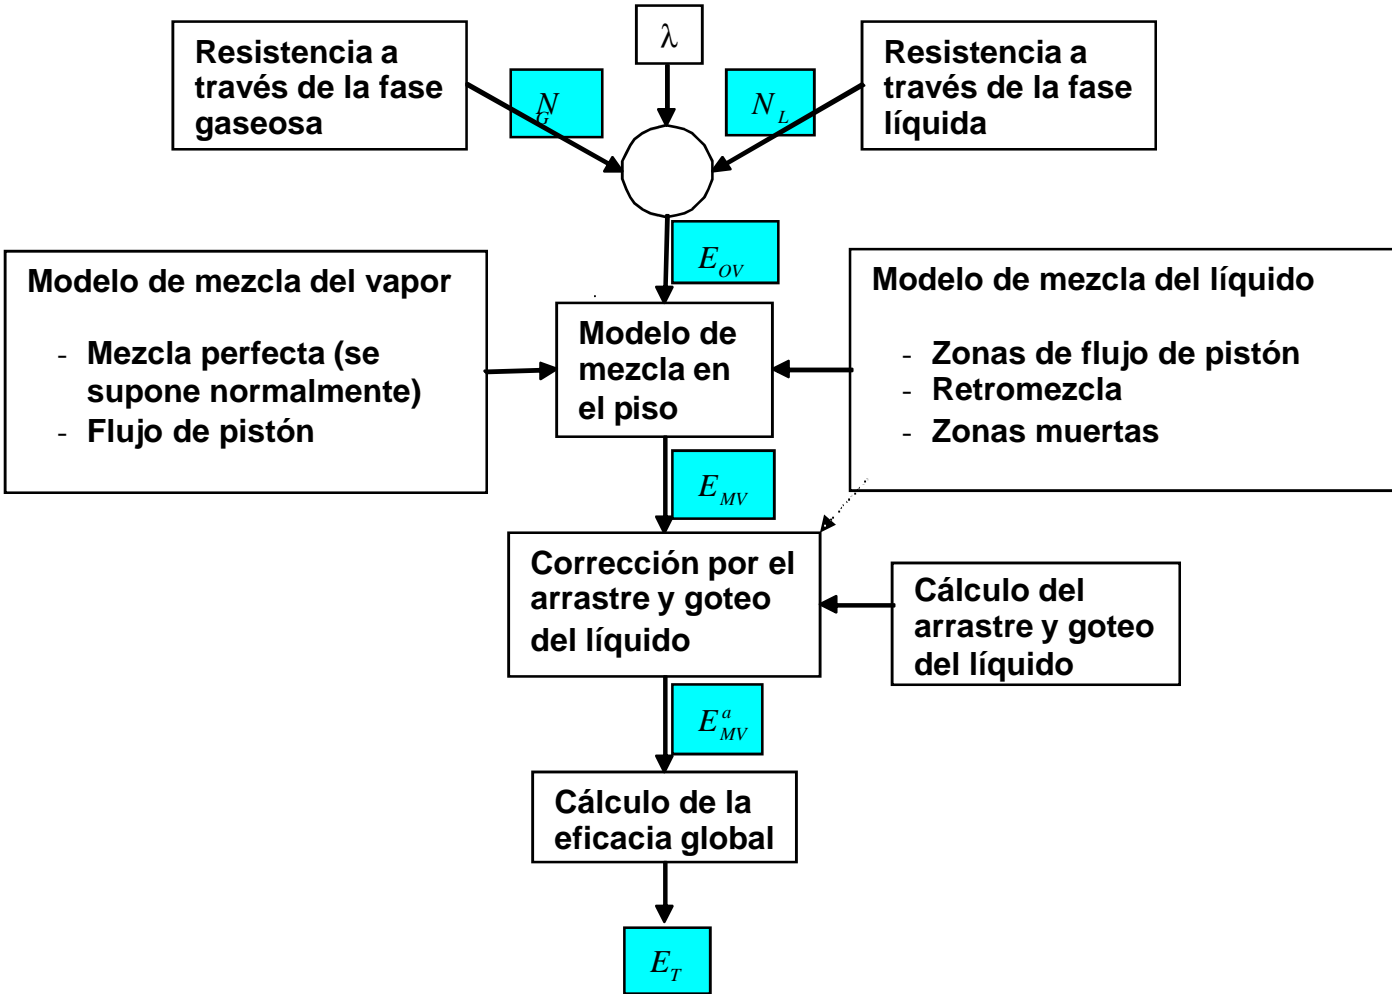 λ
Resistencia a
través de la fase
gaseosa
N_G
N_L
Resistencia a
través de la fase
líquida
E_OV
Modelo de mezcla del vapor
- Mezcla perfecta (se
supone normalmente)
- Flujo de pistón
Modelo de
mezcla en
el piso
Modelo de mezcla del líquido
- Zonas de flujo de pistón
- Retromezcla
- Zonas muertas
E_MV
Corrección por el
arrastre y goteo
del líquido
Cálculo del
arrastre y goteo
del líquido
E^a_MV
Cálculo de la
eficacia global
E_T